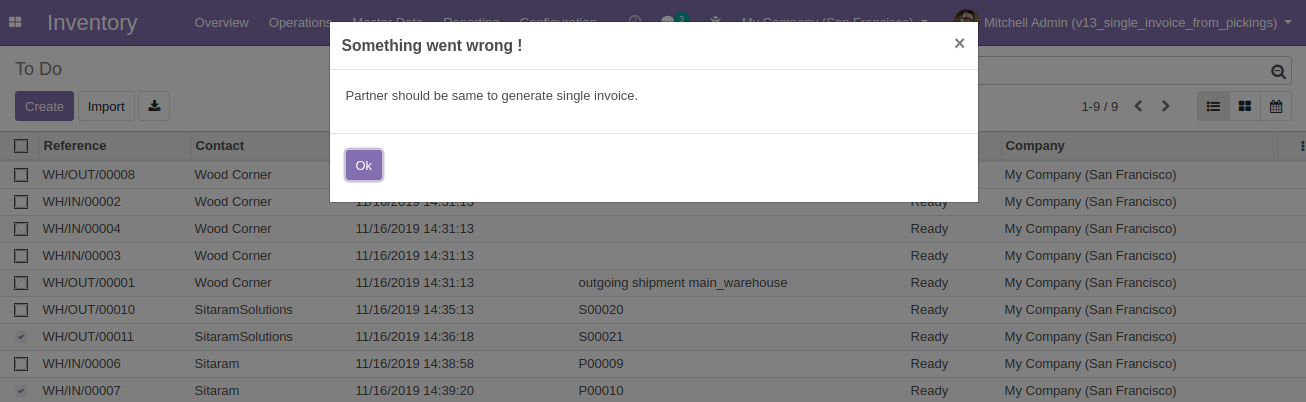 Inventory Overview Operations Master Data Reporting Configuration 3 My Company (San Francisco) Mitchell Admin (v13_single_invoice_from_pickings)
Something went wrong ! ×
Partner should be same to generate single invoice.
Ok
To Do
Create Import 1-9 / 9
Reference Contact Company
WH/OUT/00008 Wood Corner My Company (San Francisco)
WH/IN/00002 Wood Corner 11/16/2019 14:31:13 Ready My Company (San Francisco)
WH/IN/00004 Wood Corner 11/16/2019 14:31:13 Ready My Company (San Francisco)
WH/IN/00003 Wood Corner 11/16/2019 14:31:13 Ready My Company (San Francisco)
WH/OUT/00001 Wood Corner 11/16/2019 14:31:13 outgoing shipment main_warehouse Ready My Company (San Francisco)
WH/OUT/00010 SitaramSolutions 11/16/2019 14:35:13 S00020 Ready My Company (San Francisco)
WH/OUT/00011 SitaramSolutions 11/16/2019 14:36:18 S00021 Ready My Company (San Francisco)
WH/IN/00006 Sitaram 11/16/2019 14:38:58 P00009 Ready My Company (San Francisco)
WH/IN/00007 Sitaram 11/16/2019 14:39:20 P00010 Ready My Company (San Francisco)